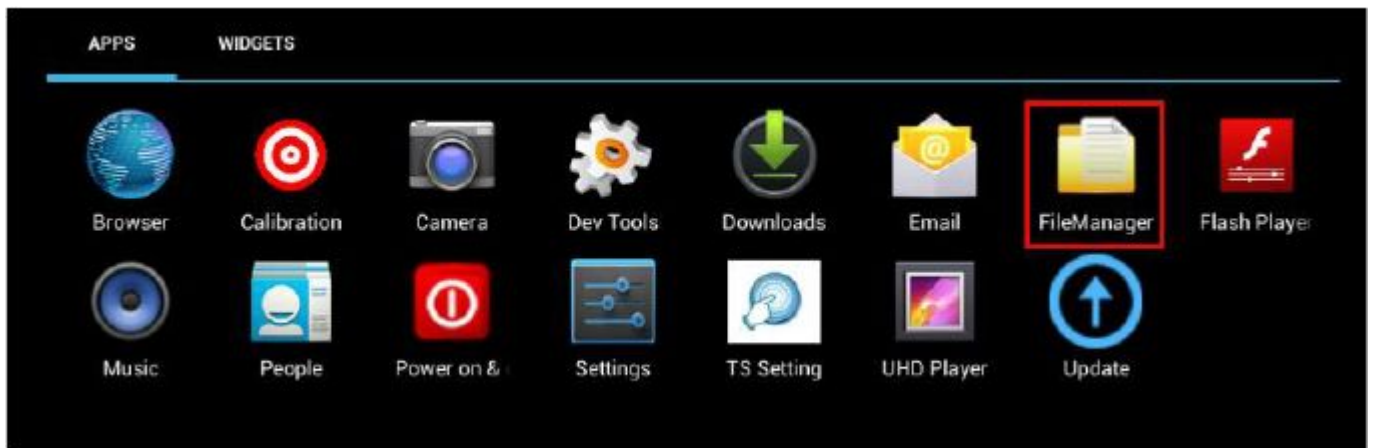 APPS WIDGETS
Browser Calibration Camera Dev Tools Downloads Email FileManager Flash Playe
Music People Power on & Settings TS Setting UHD Player Update